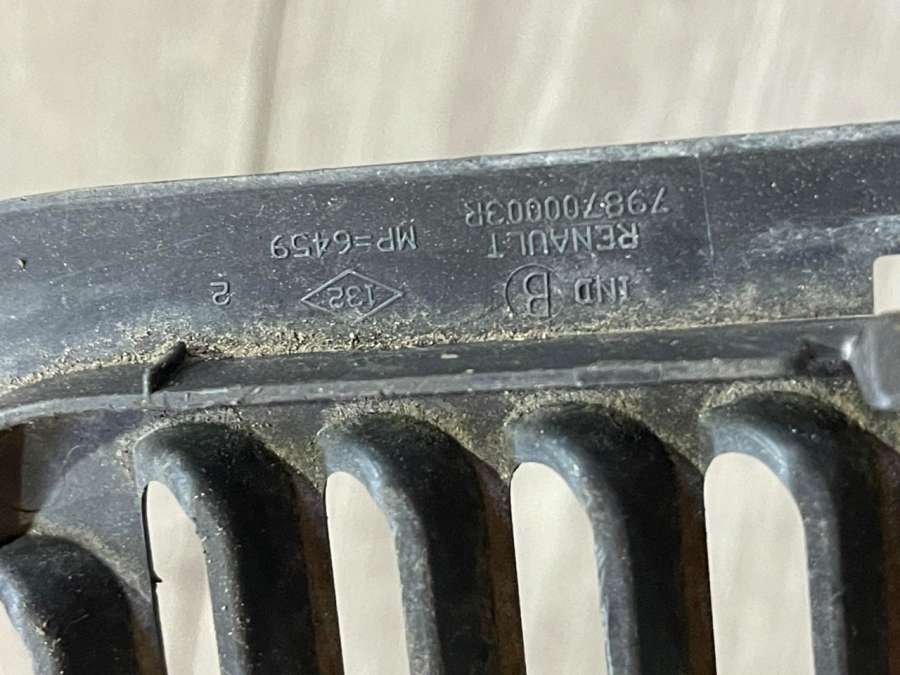 IND B 132 2
RENAULT MP=6459
798700003R